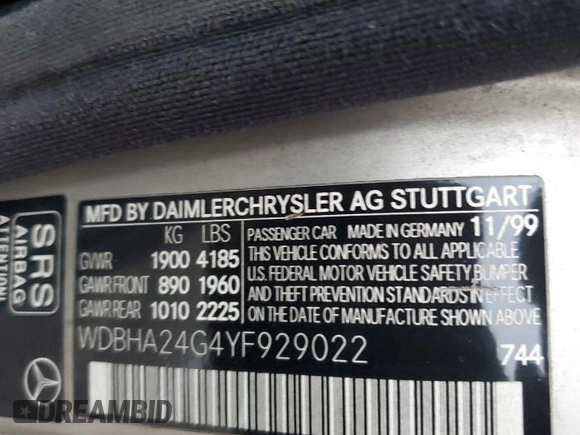 MFD BY DAIMLERCHRYSLER AG STUTTGART
KG LBS
GVWR 1900 4185
GAWR FRONT 890 1960
GAWR REAR 1010 2225
PASSENGER CAR MADE IN GERMANY 11/99
THIS VEHICLE CONFORMS TO ALL APPLICABLE
U.S. FEDERAL MOTOR VEHICLE SAFETY, BUMPER,
AND THEFT PREVENTION STANDARDS IN EFFECT
ON THE DATE OF MANUFACTURE SHOWN ABOVE.
WDBHA24G4YF929022
744
SRS
AIRBAG
ATTENTION!
DREAMBID